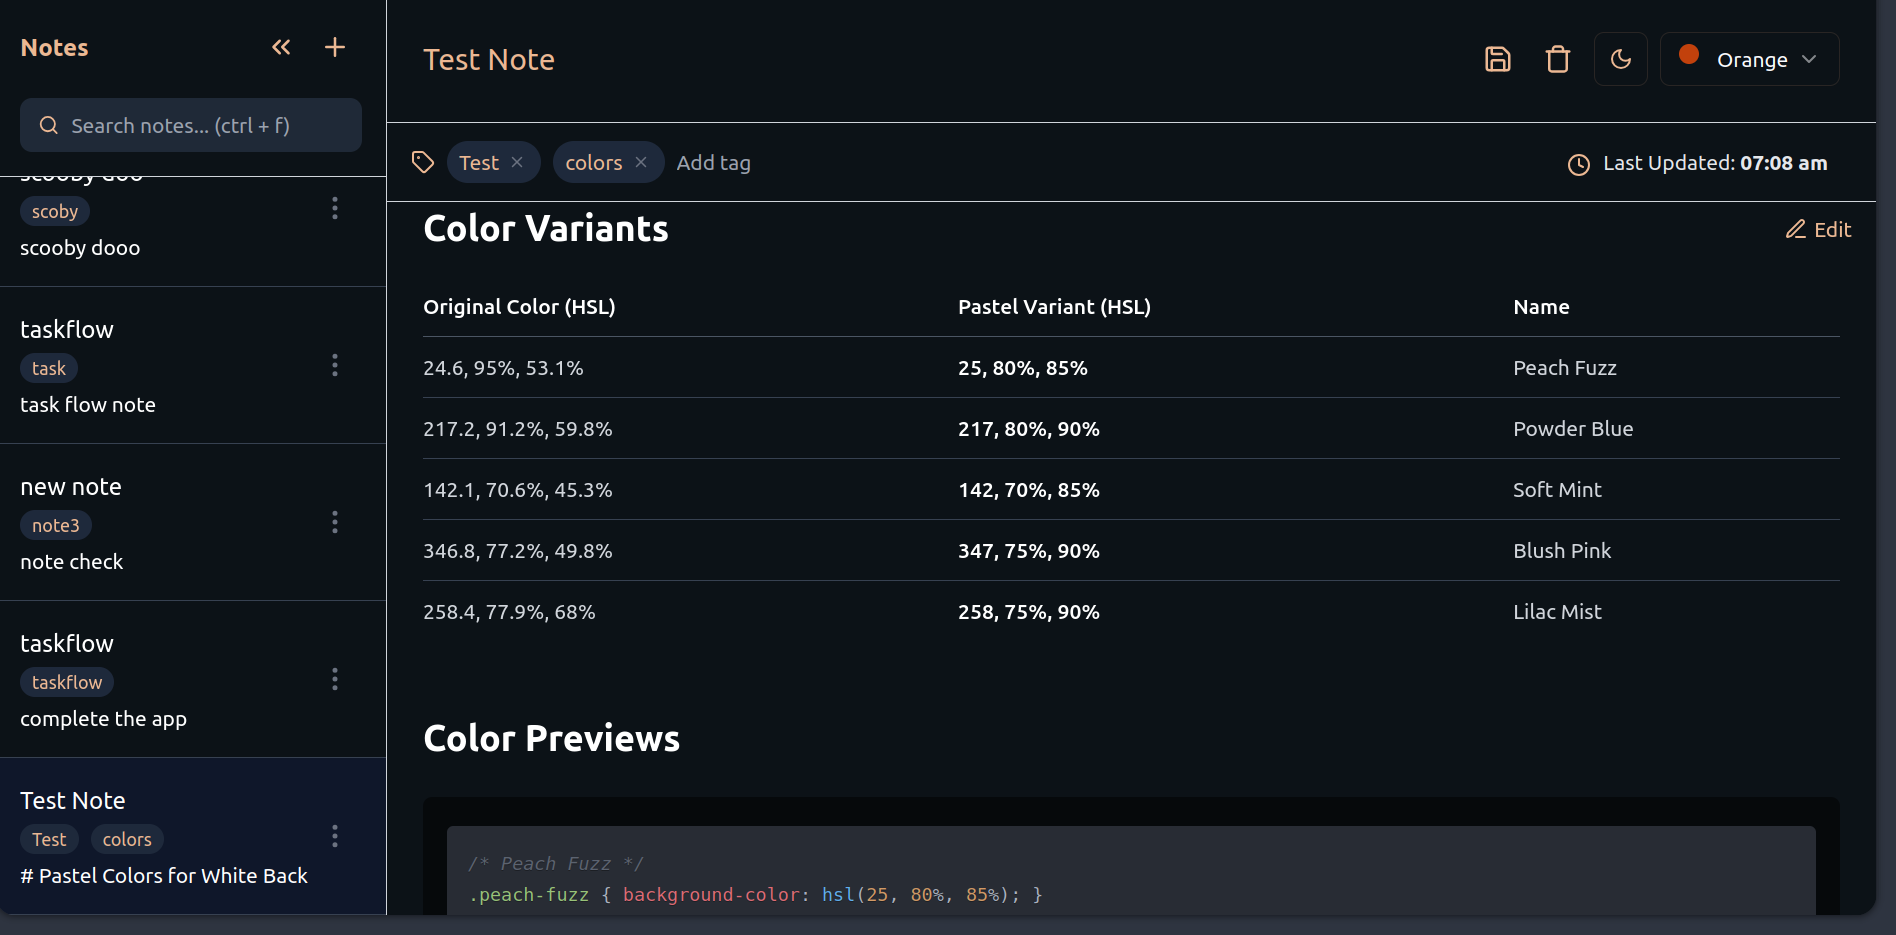 Notes
Search notes... (ctrl + f)
scooby doo
scoby
scooby dooo
taskflow
task
task flow note
new note
note3
note check
taskflow
taskflow
complete the app
Test Note
Test colors
# Pastel Colors for White Back
Test Note
Orange
Test × colors × Add tag
Last Updated: 07:08 am
Color Variants
Edit
Original Color (HSL) Pastel Variant (HSL) Name
24.6, 95%, 53.1% 25, 80%, 85% Peach Fuzz
217.2, 91.2%, 59.8% 217, 80%, 90% Powder Blue
142.1, 70.6%, 45.3% 142, 70%, 85% Soft Mint
346.8, 77.2%, 49.8% 347, 75%, 90% Blush Pink
258.4, 77.9%, 68% 258, 75%, 90% Lilac Mist
Color Previews
/* Peach Fuzz */
.peach-fuzz { background-color: hsl(25, 80%, 85%); }